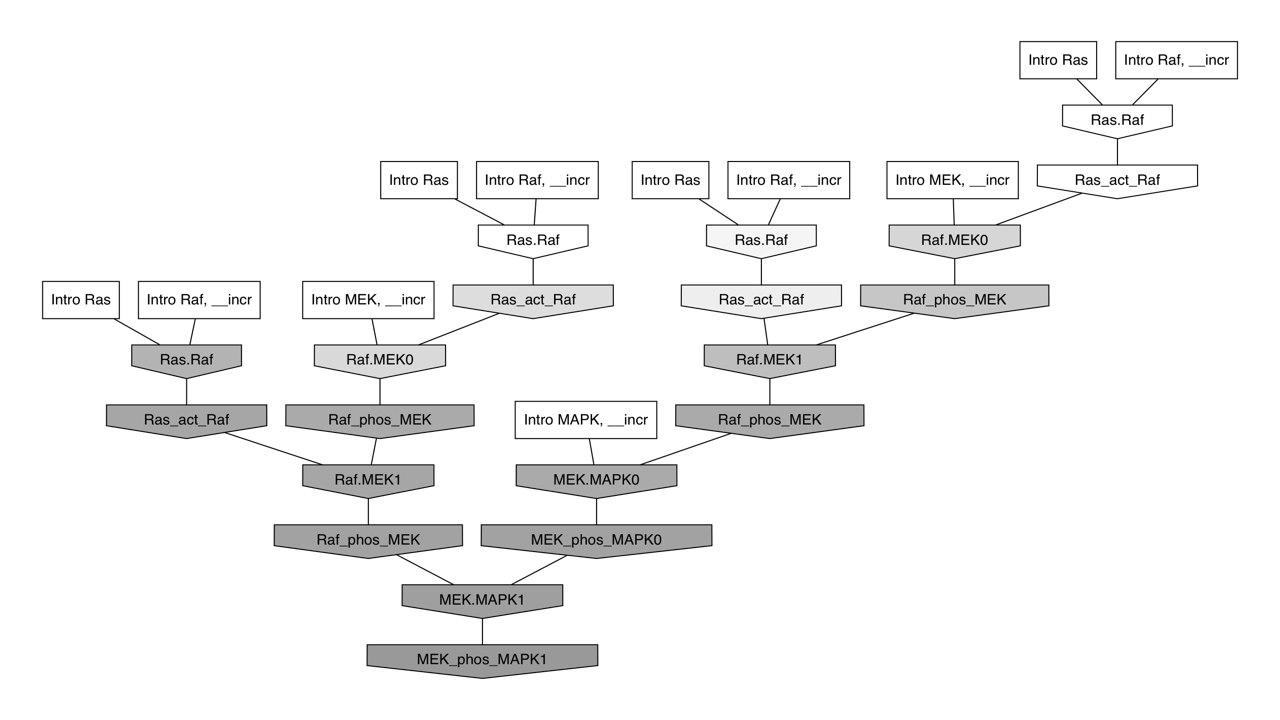 Intro Ras
Intro Raf, __incr
Ras.Raf
Intro Ras
Intro Raf, __incr
Intro Ras
Intro Raf, __incr
Intro MEK, __incr
Ras_act_Raf
Ras.Raf
Ras.Raf
Raf.MEK0
Intro Ras
Intro Raf, __incr
Intro MEK, __incr
Ras_act_Raf
Ras_act_Raf
Raf_phos_MEK
Ras.Raf
Raf.MEK0
Raf.MEK1
Ras_act_Raf
Raf_phos_MEK
Intro MAPK, __incr
Raf_phos_MEK
Raf.MEK1
MEK.MAPK0
Raf_phos_MEK
MEK_phos_MAPK0
MEK.MAPK1
MEK_phos_MAPK1